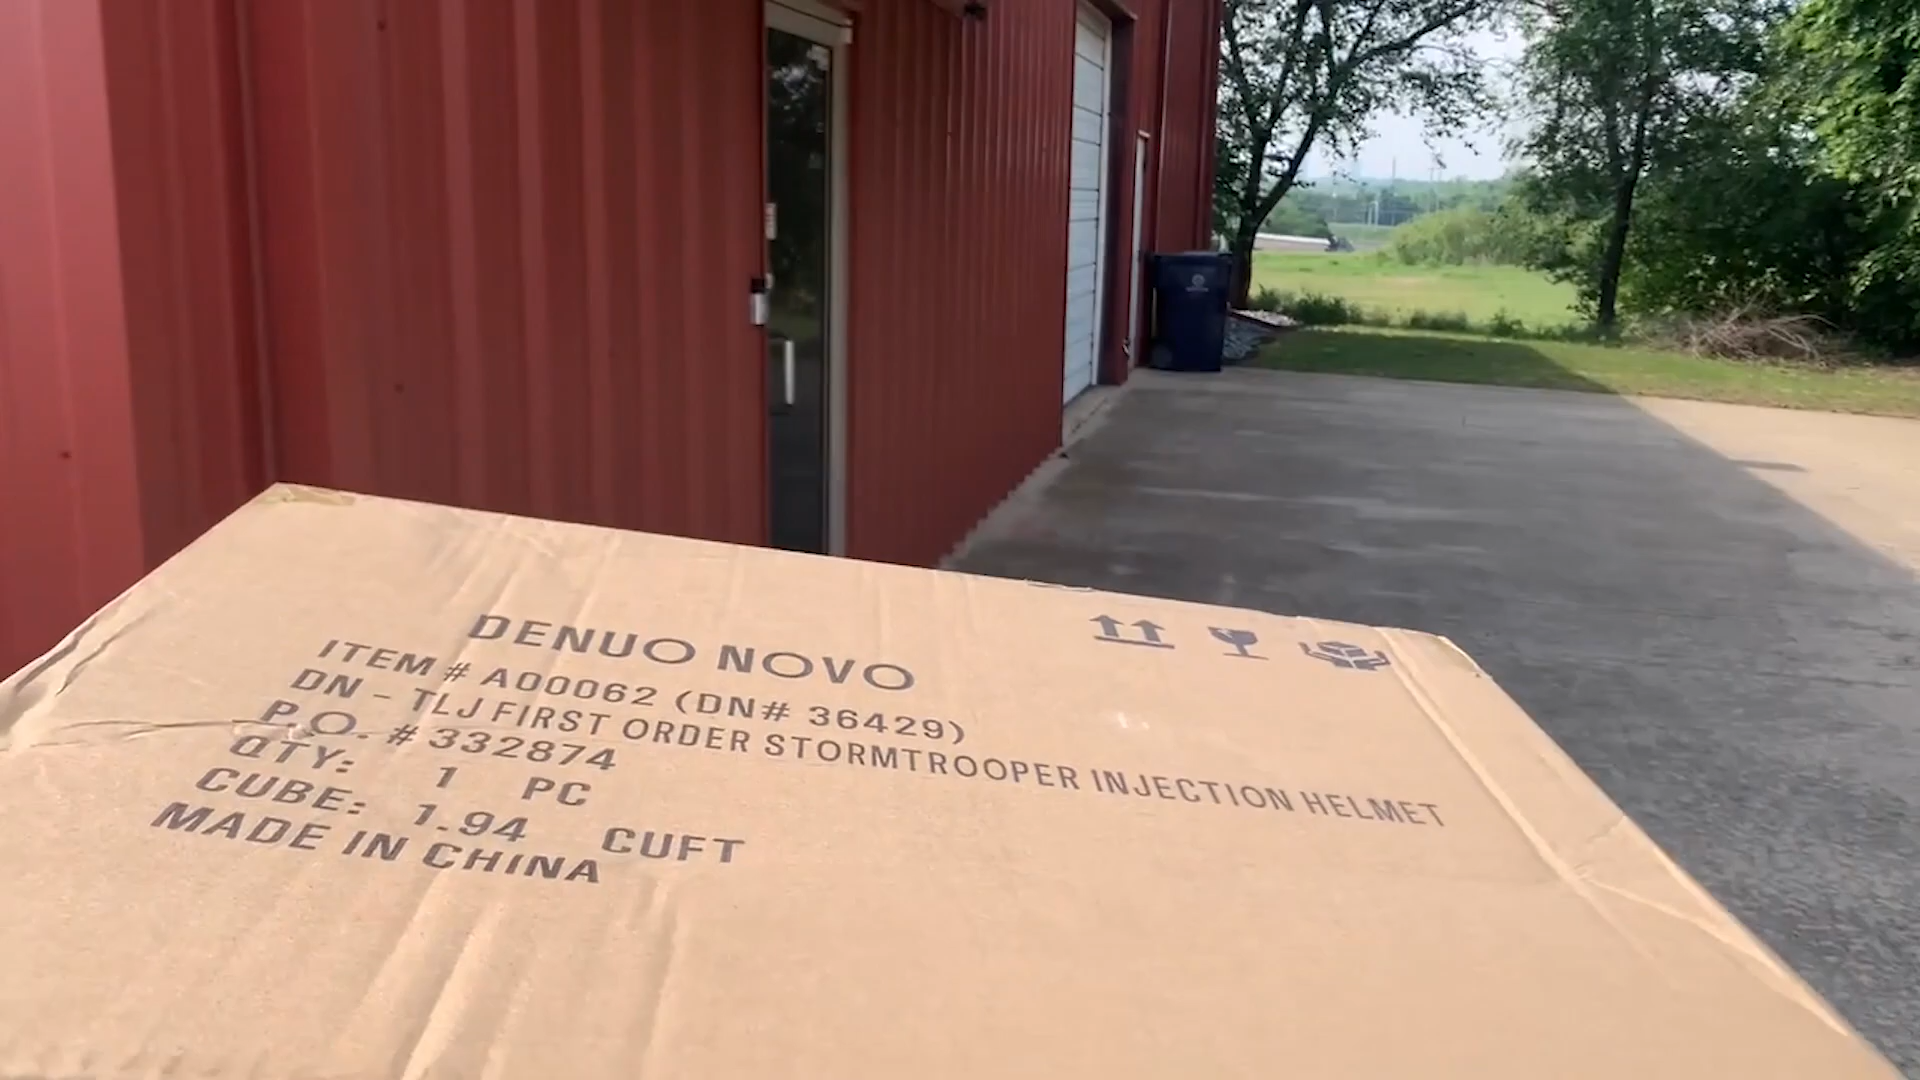 DENUO NOVO
ITEM # A00062 (DN# 36429)
DN - TLJ FIRST ORDER STORMTROOPER INJECTION HELMET
P.O. # 332874
QTY: 1 PC
CUBE: 1.94 CUFT
MADE IN CHINA